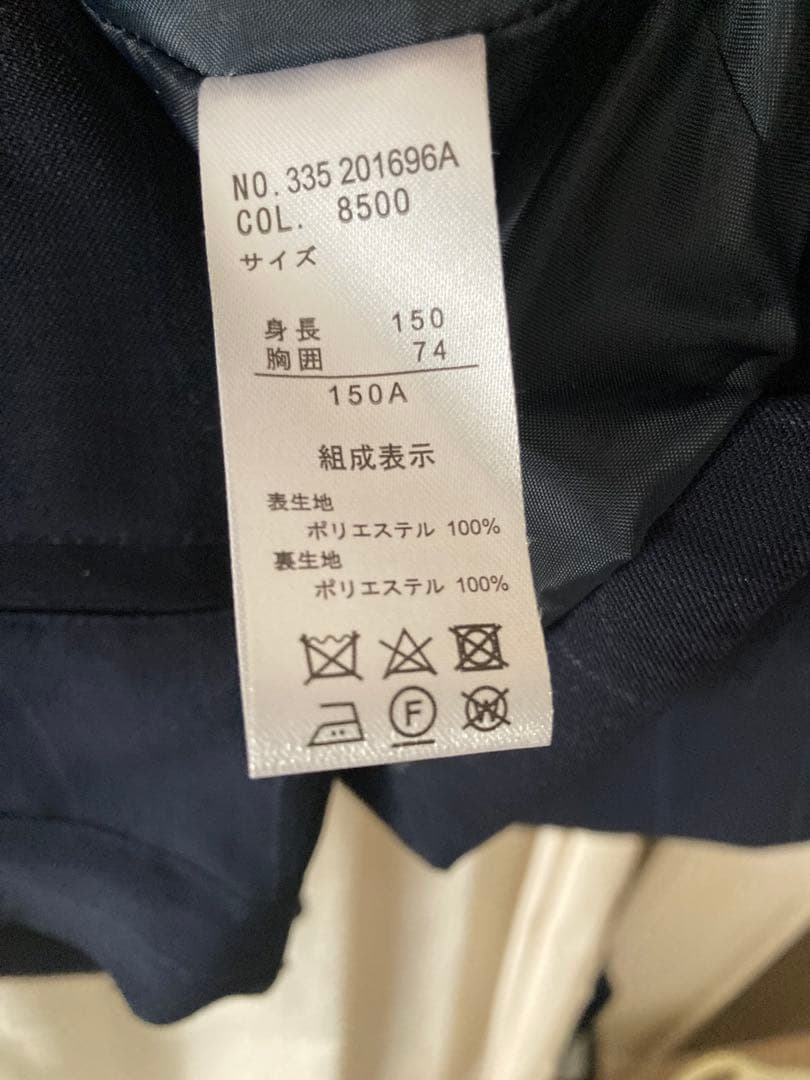 NO. 335 201696A
COL. 8500
サイズ
身長 150
胸囲 74
150A
組成表示
表生地
ポリエステル 100%
裏生地
ポリエステル 100%
F W